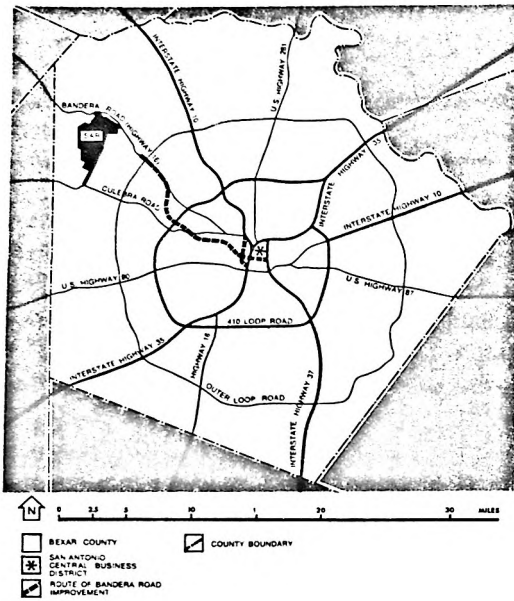 INTERSTATE HIGHWAY 10
U.S. HIGHWAY 281
BANDERA ROAD (HIGHWAY 16)
INTERSTATE HIGHWAY 35
CULEBRA ROAD
INTERSTATE HIGHWAY 10
U.S. HIGHWAY 90
U.S. HIGHWAY 87
410 LOOP ROAD
INTERSTATE HIGHWAY 35
HIGHWAY 16
OUTER LOOP ROAD
INTERSTATE HIGHWAY 37
N
0 2.5 5 10 1 20 30 MILES
BEXAR COUNTY
COUNTY BOUNDARY
SAN ANTONIO
CENTRAL BUSINESS
DISTRICT
ROUTE OF BANDERA ROAD
IMPROVEMENT